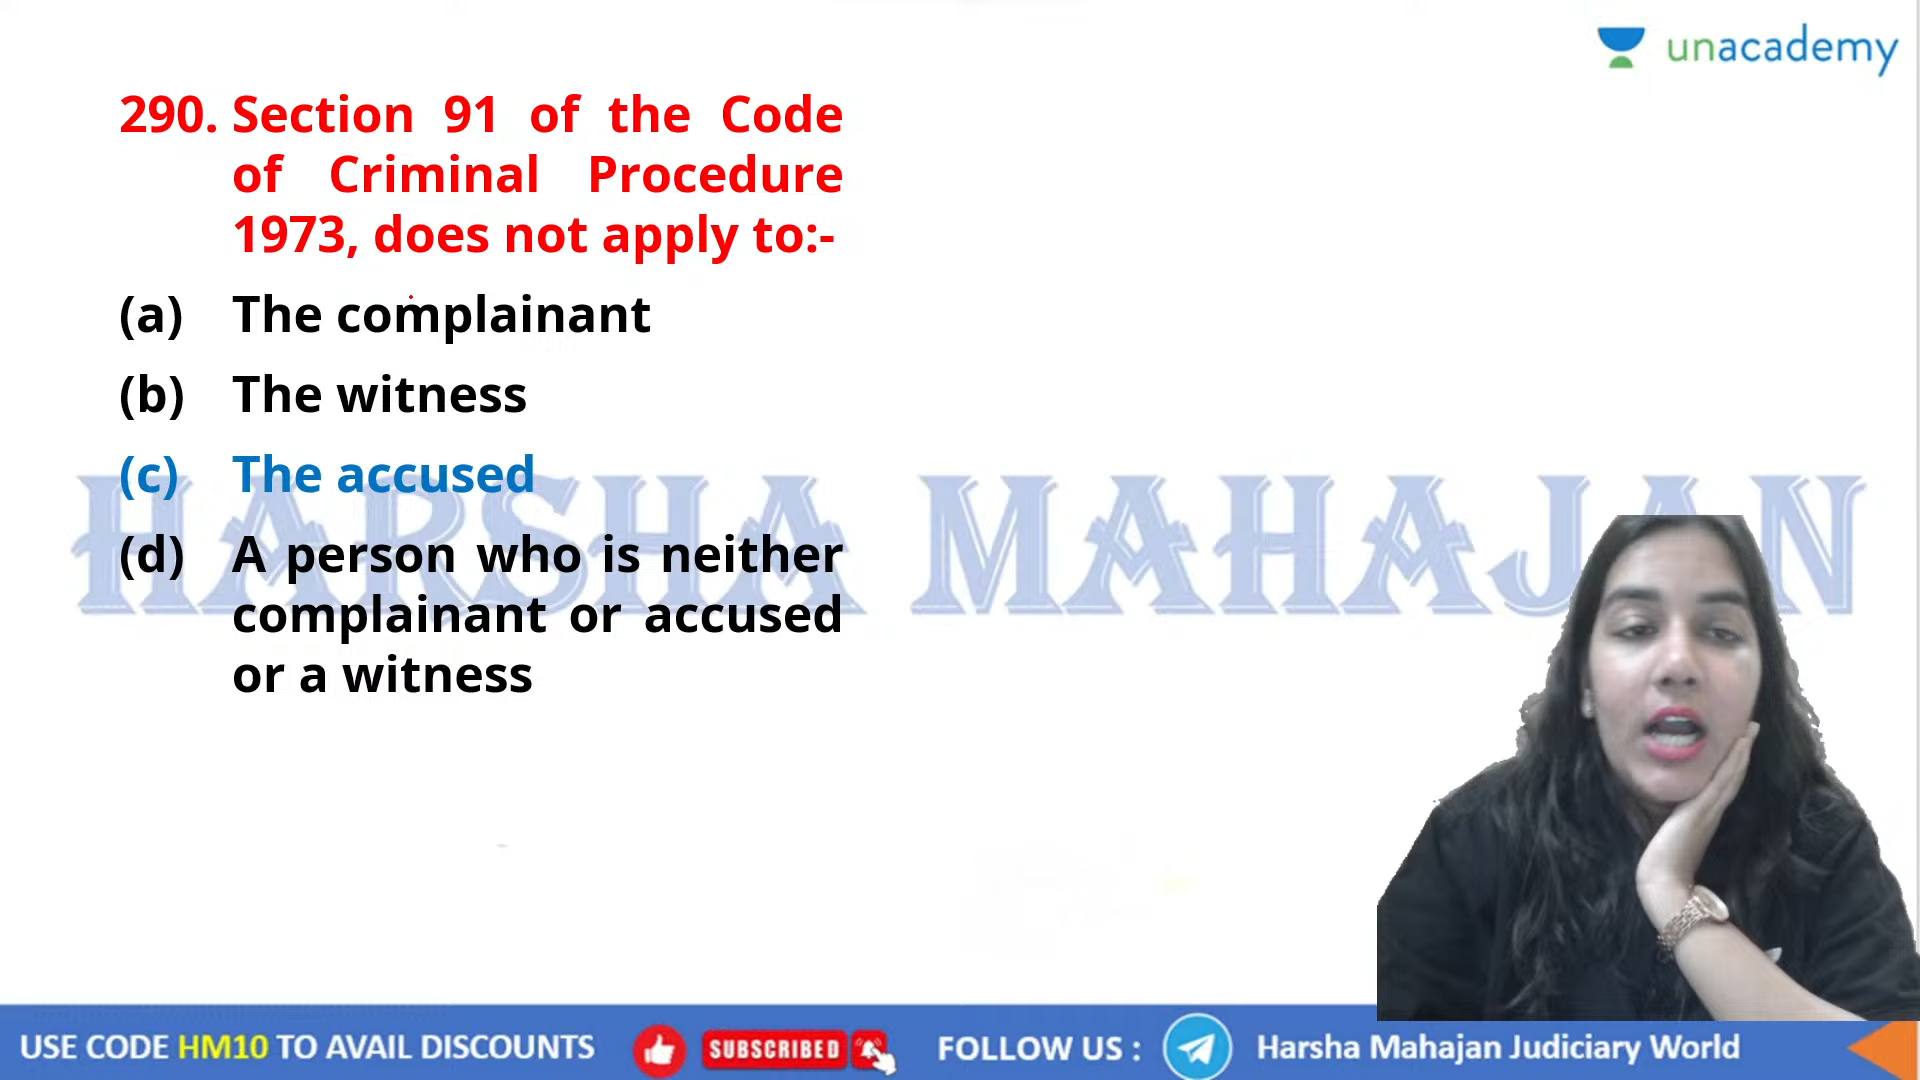 unacademy
290. Section 91 of the Code
of Criminal Procedure
1973, does not apply to:-
(a) The complainant
(b) The witness
(c) The accused
HARSHA MAHAJAN
(d) A person who is neither
complainant or accused
or a witness
USE CODE HM10 TO AVAIL DISCOUNTS
SUBSCRIBED
FOLLOW US :
Harsha Mahajan Judiciary World